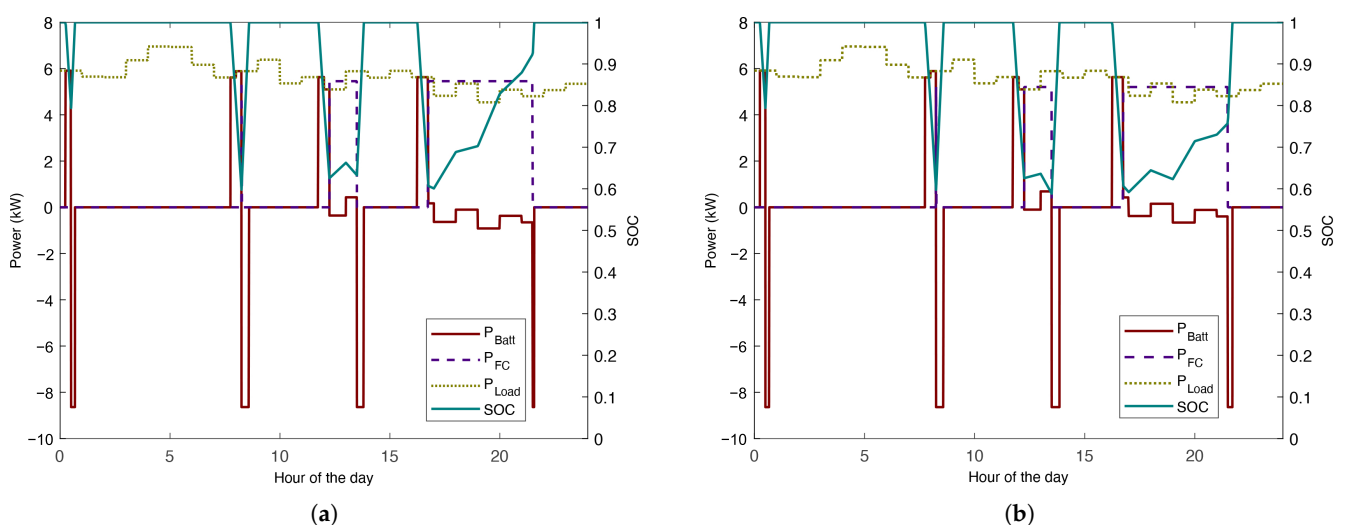 8
6
4
2
0
−2
−4
−6
−8
−10
Power (kW)
1
0.9
0.8
0.7
0.6
0.5
0.4
0.3
0.2
0.1
0
SOC
P_Batt
P_FC
P_Load
SOC
0 5 10 15 20
Hour of the day
(a)
8
6
4
2
0
−2
−4
−6
−8
−10
Power (kW)
1
0.9
0.8
0.7
0.6
0.5
0.4
0.3
0.2
0.1
0
SOC
P_Batt
P_FC
P_Load
SOC
0 5 10 15 20
Hour of the day
(b)